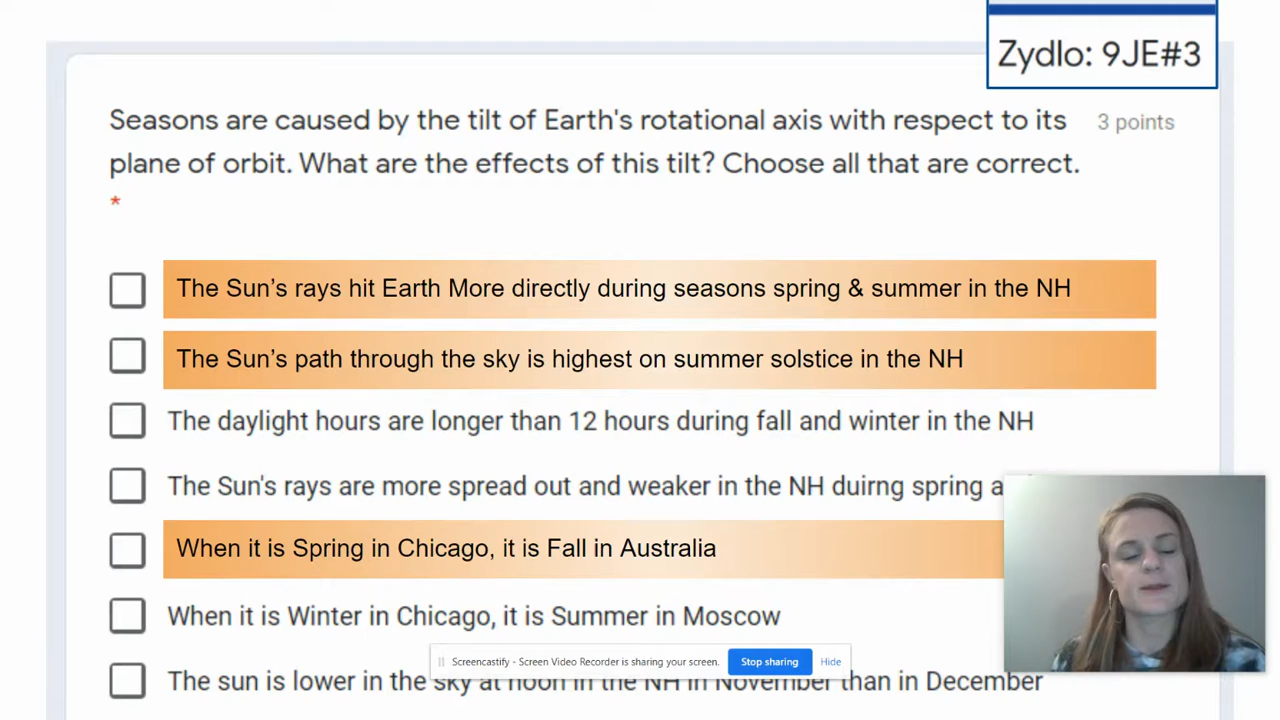 Zydlo: 9JE#3
Seasons are caused by the tilt of Earth's rotational axis with respect to its
3 points
plane of orbit. What are the effects of this tilt? Choose all that are correct.
*
The Sun's rays hit Earth More directly during seasons spring & summer in the NH
The Sun's path through the sky is highest on summer solstice in the NH
The daylight hours are longer than 12 hours during fall and winter in the NH
The Sun's rays are more spread out and weaker in the NH duirng spring
When it is Spring in Chicago, it is Fall in Australia
When it is Winter in Chicago, it is Summer in Moscow
Screencastify - Screen Video Recorder is sharing your screen. Stop sharing Hide
The sun is lower in the sky at noon in the NH in November than in December